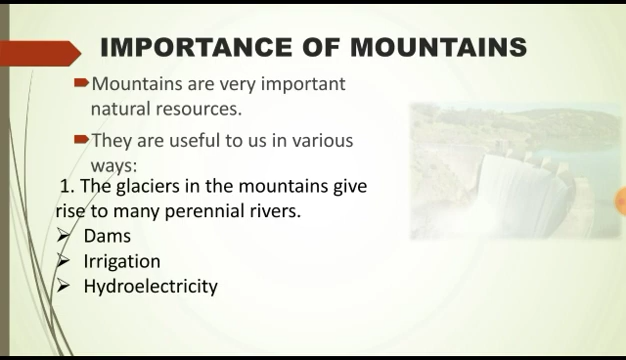 IMPORTANCE OF MOUNTAINS
Mountains are very important
natural resources.
They are useful to us in various
ways:
1. The glaciers in the mountains give
rise to many perennial rivers.
Dams
Irrigation
Hydroelectricity